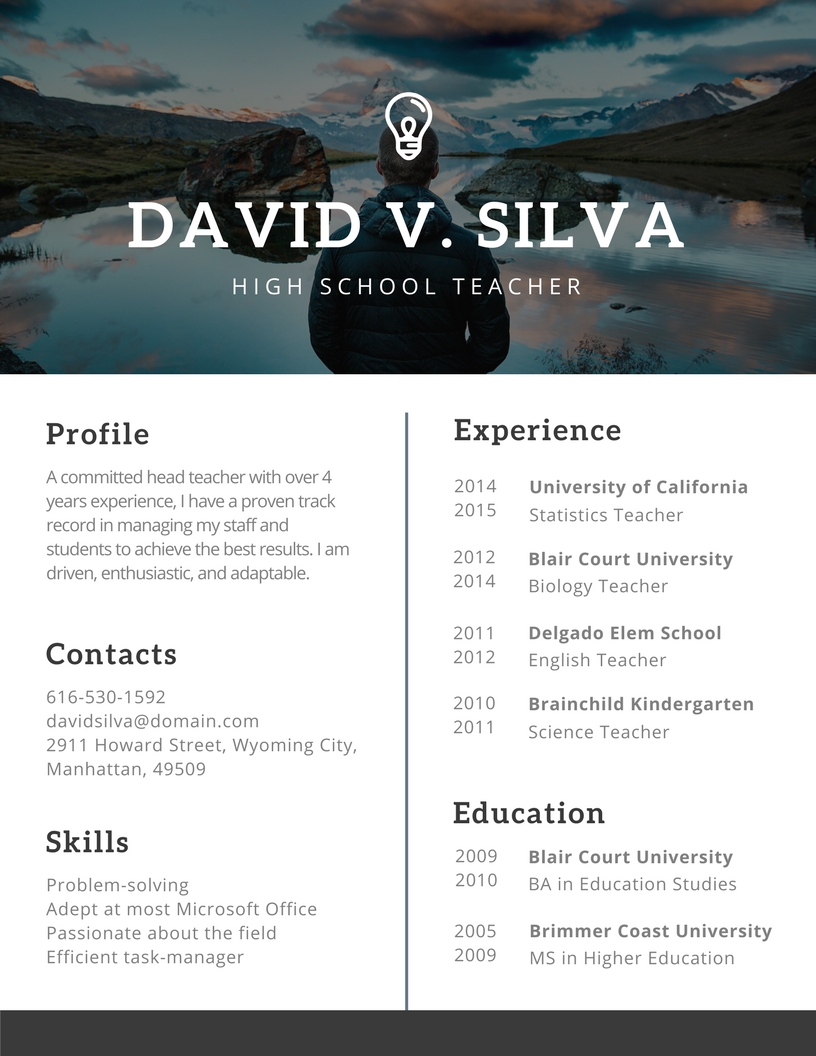 DAVID V. SILVA
HIGH SCHOOL TEACHER
Profile
A committed head teacher with over 4
years experience, I have a proven track
record in managing my staff and
students to achieve the best results. I am
driven, enthusiastic, and adaptable.
Contacts
616-530-1592
davidsilva@domain.com
2911 Howard Street, Wyoming City,
Manhattan, 49509
Skills
Problem-solving
Adept at most Microsoft Office
Passionate about the field
Efficient task-manager
Experience
2014
2015
University of California
Statistics Teacher
2012
2014
Blair Court University
Biology Teacher
2011
2012
Delgado Elem School
English Teacher
2010
2011
Brainchild Kindergarten
Science Teacher
Education
2009
2010
Blair Court University
BA in Education Studies
2005
2009
Brimmer Coast University
MS in Higher Education